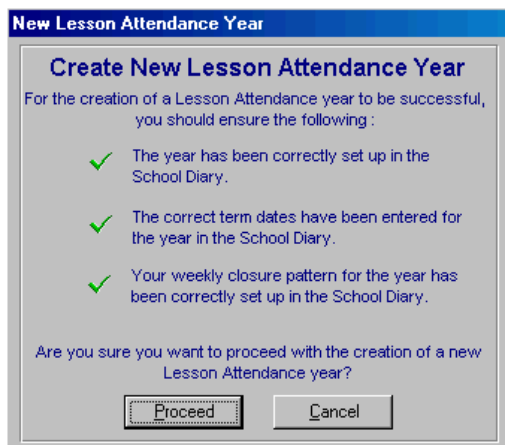 New Lesson Attendance Year
Create New Lesson Attendance Year
For the creation of a Lesson Attendance year to be successful,
you should ensure the following :
The year has been correctly set up in the
School Diary.
The correct term dates have been entered for
the year in the School Diary.
Your weekly closure pattern for the year has
been correctly set up in the School Diary.
Are you sure you want to proceed with the creation of a new
Lesson Attendance year?
Proceed
Cancel